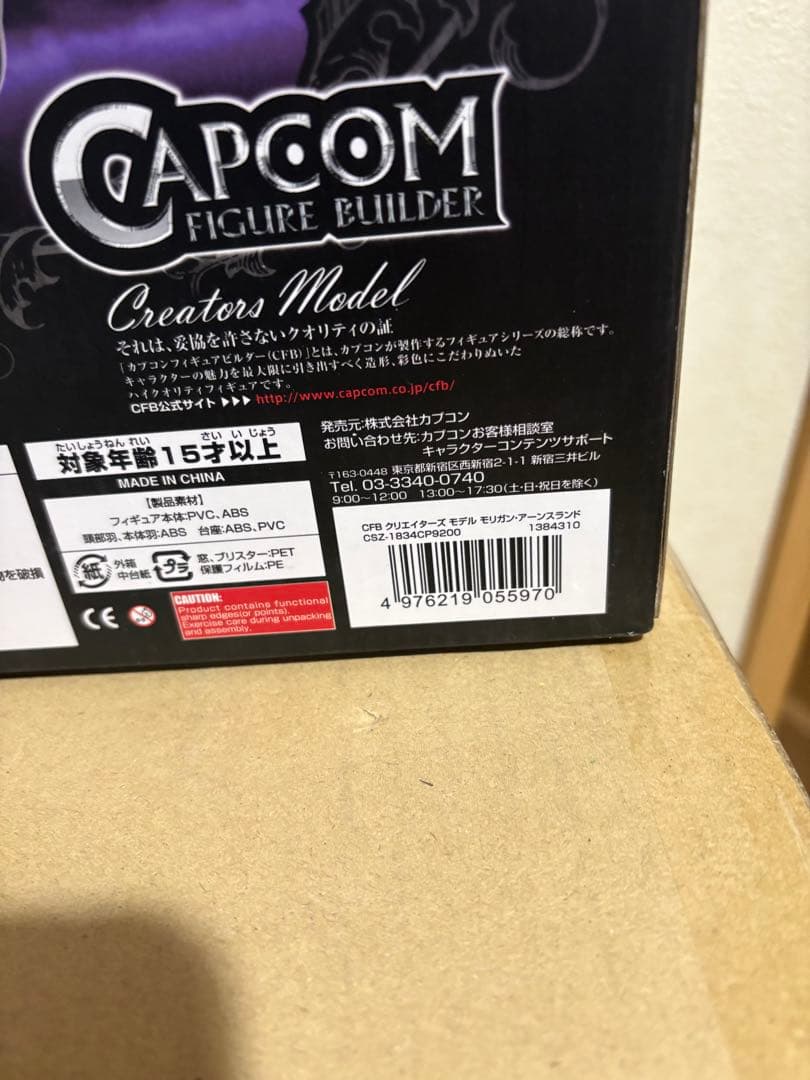 CAPCOM
FIGURE BUILDER
Creators Model
それは、妥協を許さないクオリティの証
「カプコンフィギュアビルダー(CFB)」とは、カプコンが製作するフィギュアシリーズの総称です。
キャラクターの魅力を最大限に引き出すべく造形、彩色にこだわりぬいた
ハイクオリティフィギュアです。
CFB公式サイト ▶▶▶ http://www.capcom.co.jp/cfb/
たいしょうねんれい さいいじょう
対象年齢15才以上
MADE IN CHINA
【製品素材】
フィギュア本体:PVC、ABS
頭部羽、本体羽:ABS 台座:ABS、PVC
紙 外箱 中台紙 プラ 窓、ブリスター:PET
保護フィルム:PE
を破損
CE
CAUTION:
Product contains functional
sharp edges(or points).
Exercise care during unpacking
and assembly.
発売元:株式会社カプコン
お問い合わせ先:カプコンお客様相談室
キャラクターコンテンツサポート
〒163-0448 東京都新宿区西新宿2-1-1 新宿三井ビル
Tel. 03-3340-0740
9:00~12:00 13:00~17:30(土・日・祝日を除く)
CFB クリエイターズ モデル モリガン・アーンスランド
CSZ-1834CP9200 1384310
4 976219 055970